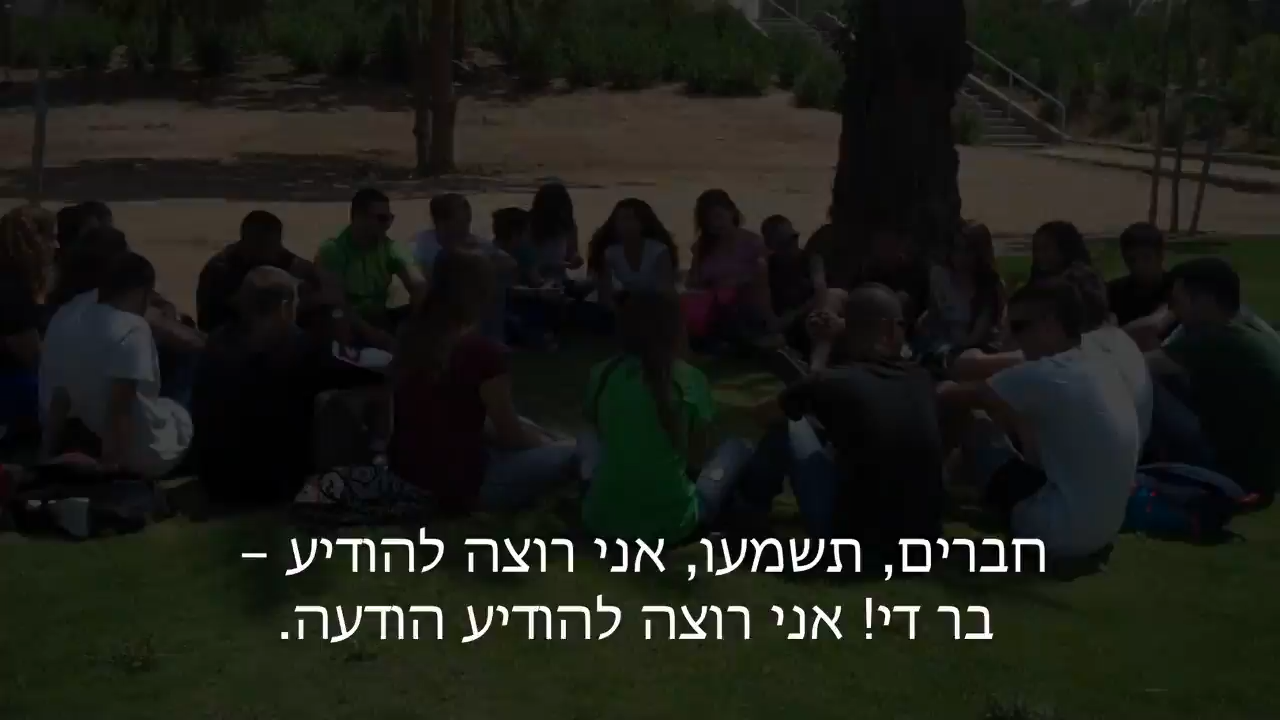 חברים, תשמעו, אני רוצה להודיע –
בר די! אני רוצה להודיע הודעה.